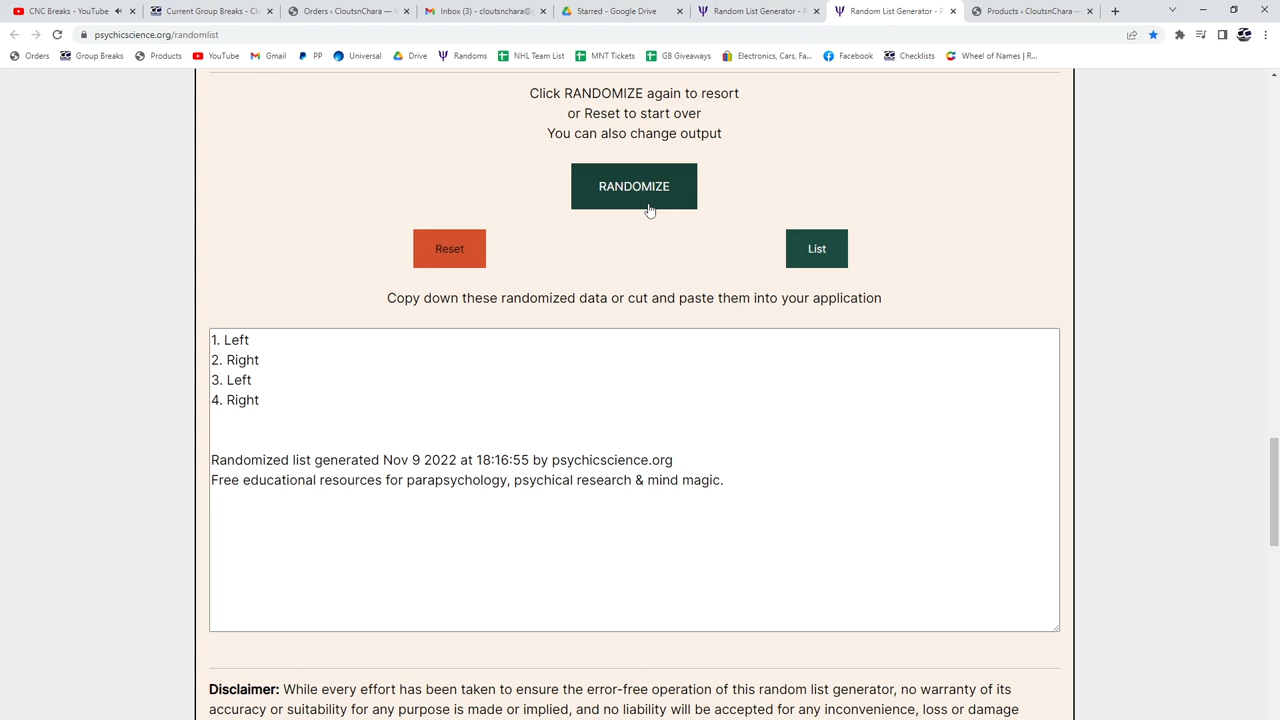 CNC Breaks - YouTube
Current Group Breaks - Clo
Orders ‹ CloutsnChara — W
Inbox (3) - cloutsnchara@g
Starred - Google Drive
Random List Generator - P
Random List Generator - P
Products ‹ CloutsnChara —
psychicscience.org/randomlist
Orders
Group Breaks
Products
YouTube
Gmail
PP
Universal
Drive
Randoms
NHL Team List
MNT Tickets
GB Giveaways
Electronics, Cars, Fa...
Facebook
Checklists
Wheel of Names | R...
Click RANDOMIZE again to resort
or Reset to start over
You can also change output
RANDOMIZE
Reset
List
Copy down these randomized data or cut and paste them into your application
1. Left
2. Right
3. Left
4. Right
Randomized list generated Nov 9 2022 at 18:16:55 by psychicscience.org
Free educational resources for parapsychology, psychical research & mind magic.
Disclaimer: While every effort has been taken to ensure the error-free operation of this random list generator, no warranty of its
accuracy or suitability for any purpose is made or implied, and no liability will be accepted for any inconvenience, loss or damage